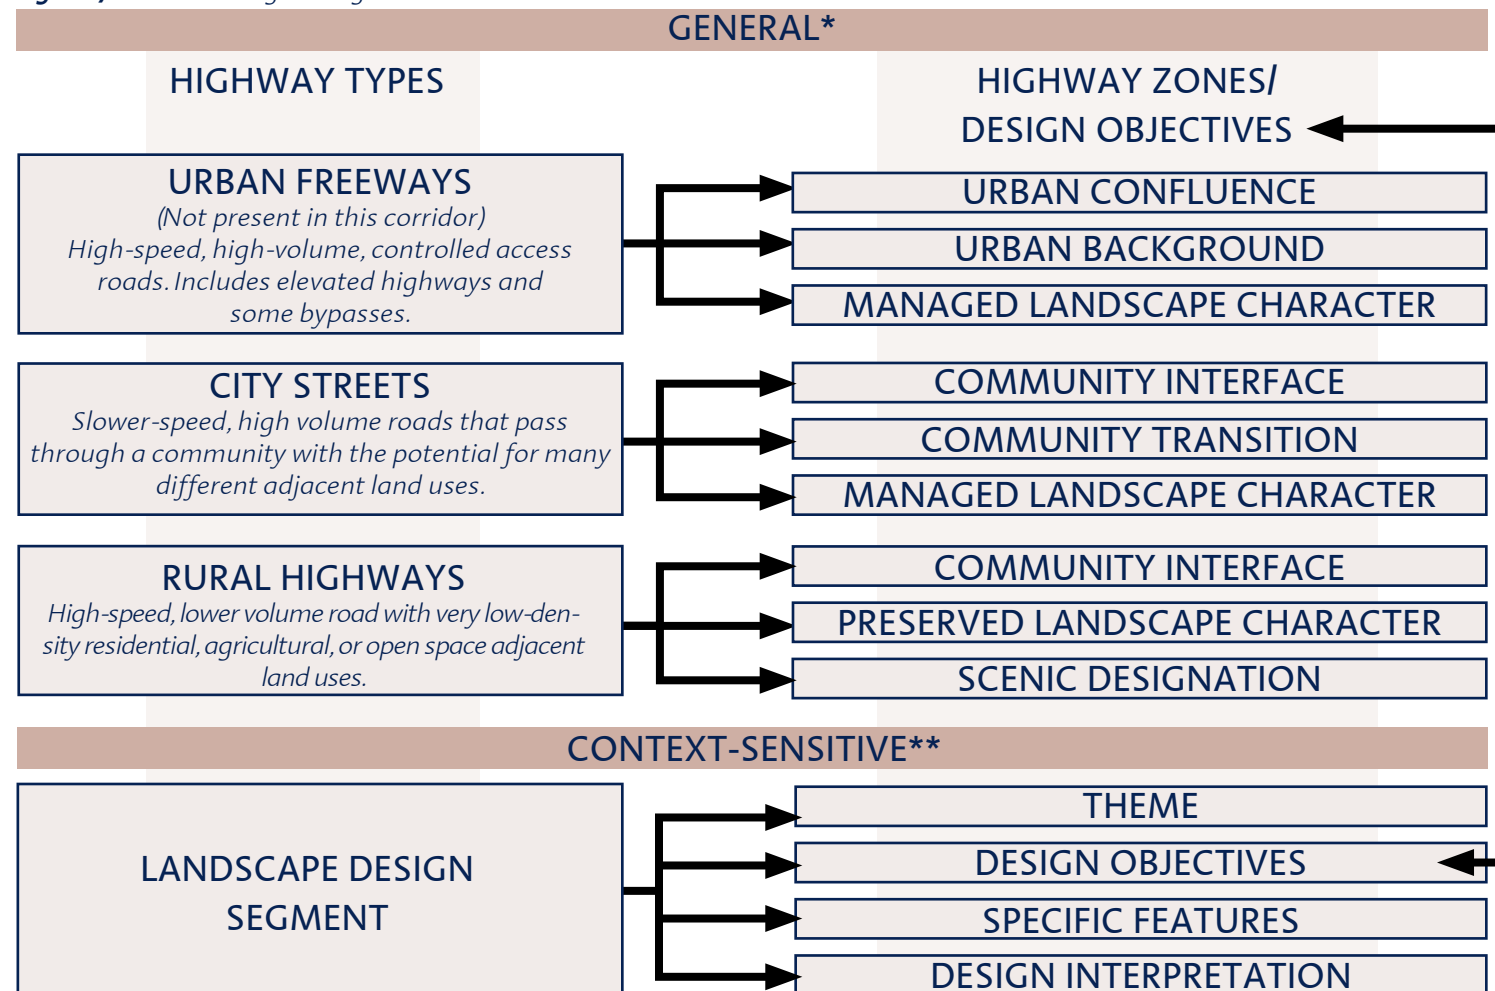 GENERAL*
HIGHWAY TYPES
HIGHWAY ZONES/
DESIGN OBJECTIVES
URBAN FREEWAYS
(Not present in this corridor)
High-speed, high-volume, controlled access
roads. Includes elevated highways and
some bypasses.
URBAN CONFLUENCE
URBAN BACKGROUND
MANAGED LANDSCAPE CHARACTER
CITY STREETS
Slower-speed, high volume roads that pass
through a community with the potential for many
different adjacent land uses.
COMMUNITY INTERFACE
COMMUNITY TRANSITION
MANAGED LANDSCAPE CHARACTER
RURAL HIGHWAYS
High-speed, lower volume road with very low-den-
sity residential, agricultural, or open space adjacent
land uses.
COMMUNITY INTERFACE
PRESERVED LANDSCAPE CHARACTER
SCENIC DESIGNATION
CONTEXT-SENSITIVE**
LANDSCAPE DESIGN
SEGMENT
THEME
DESIGN OBJECTIVES
SPECIFIC FEATURES
DESIGN INTERPRETATION